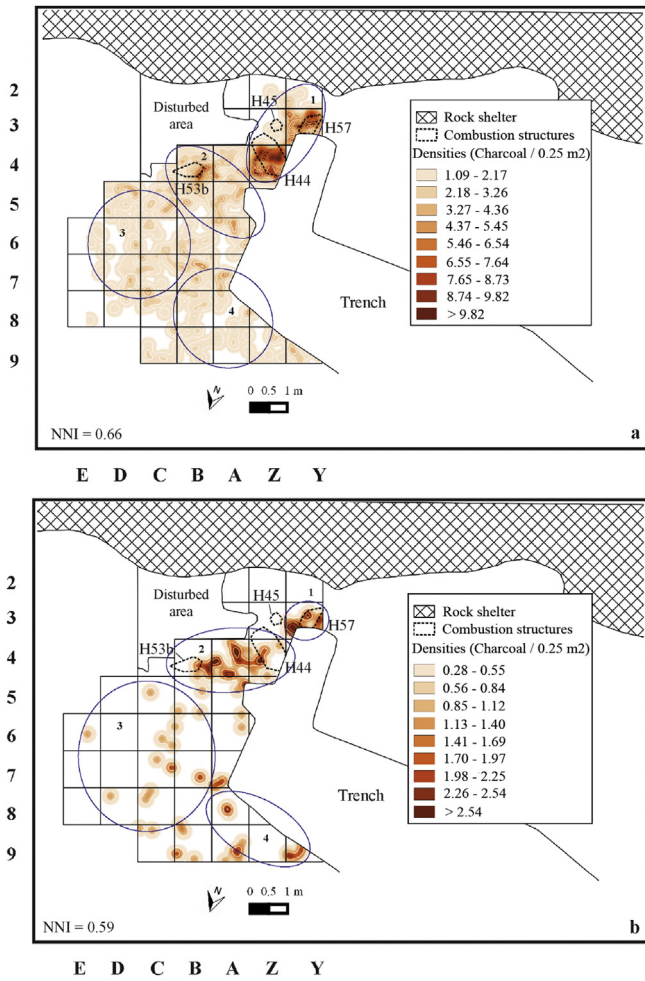 2
H45
1
Disturbed
area
3
H57
Rock shelter
Combustion structures
Densities (Charcoal / 0.25 m2)
1.09 - 2.17
2.18 - 3.26
3.27 - 4.36
4.37 - 5.45
5.46 - 6.54
6.55 - 7.64
7.65 - 8.73
8.74 - 9.82
> 9.82
2
4
H44
H53b
5
3
6
7
Trench
4
8
9
N
0 0.5 1 m
NNI = 0.66
a
E D C B A Z Y
2
H45
1
Disturbed
area
3
H57
Rock shelter
Combustion structures
Densities (Charcoal / 0.25 m2)
0.28 - 0.55
0.56 - 0.84
0.85 - 1.12
1.13 - 1.40
1.41 - 1.69
1.70 - 1.97
1.98 - 2.25
2.26 - 2.54
> 2.54
H53b
2
4
H44
5
3
6
7
Trench
8
4
9
N
0 0.5 1 m
NNI = 0.59
b
E D C B A Z Y